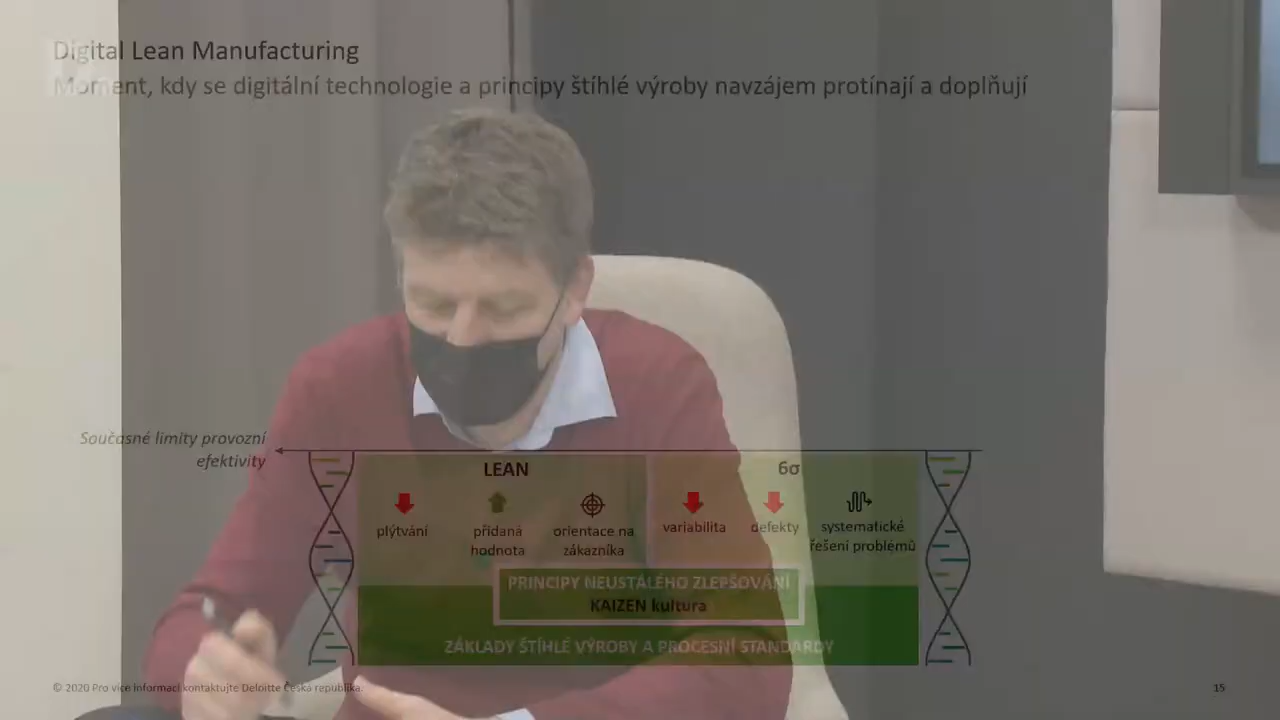 Digital Lean Manufacturing
Moment, kdy se digitální technologie a principy štíhlé výroby navzájem protínají a doplňují
Současné limity provozní
efektivity
LEAN
6σ
plýtvání
přidaná
hodnota
orientace na
zákazníka
variabilita
defekty
systematické
řešení problémů
PRINCIPY NEUSTÁLÉHO ZLEPŠOVÁNÍ
KAIZEN kultura
ZÁKLADY ŠTÍHLÉ VÝROBY A PROCESNÍ STANDARDY
© 2020 Pro více informací kontaktujte Deloitte Česká republika.
15